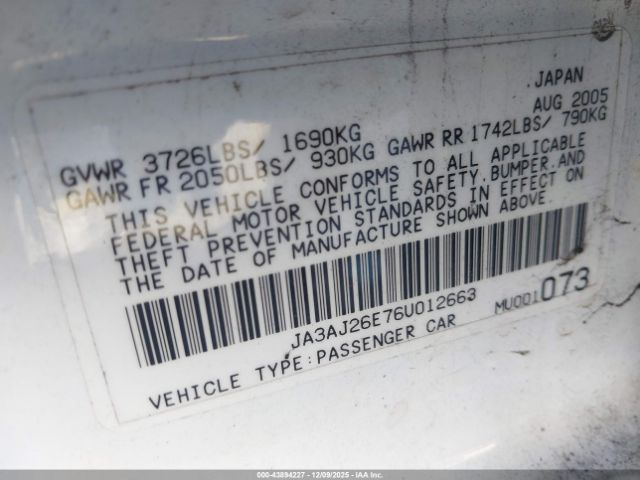 JAPAN
AUG 2005
GVWR 3726LBS/ 1690KG
GAWR FR 2050LBS/ 930KG GAWR RR 1742LBS/ 790KG
THIS VEHICLE CONFORMS TO ALL APPLICABLE
FEDERAL MOTOR VEHICLE SAFETY.BUMPER.AND
THEFT PREVENTION STANDARDS IN EFFECT ON
THE DATE OF MANUFACTURE SHOWN ABOVE.
JA3AJ26E76U012663
MU001073
VEHICLE TYPE:PASSENGER CAR
000-43894227 - 12/09/2025 - IAAI.COM